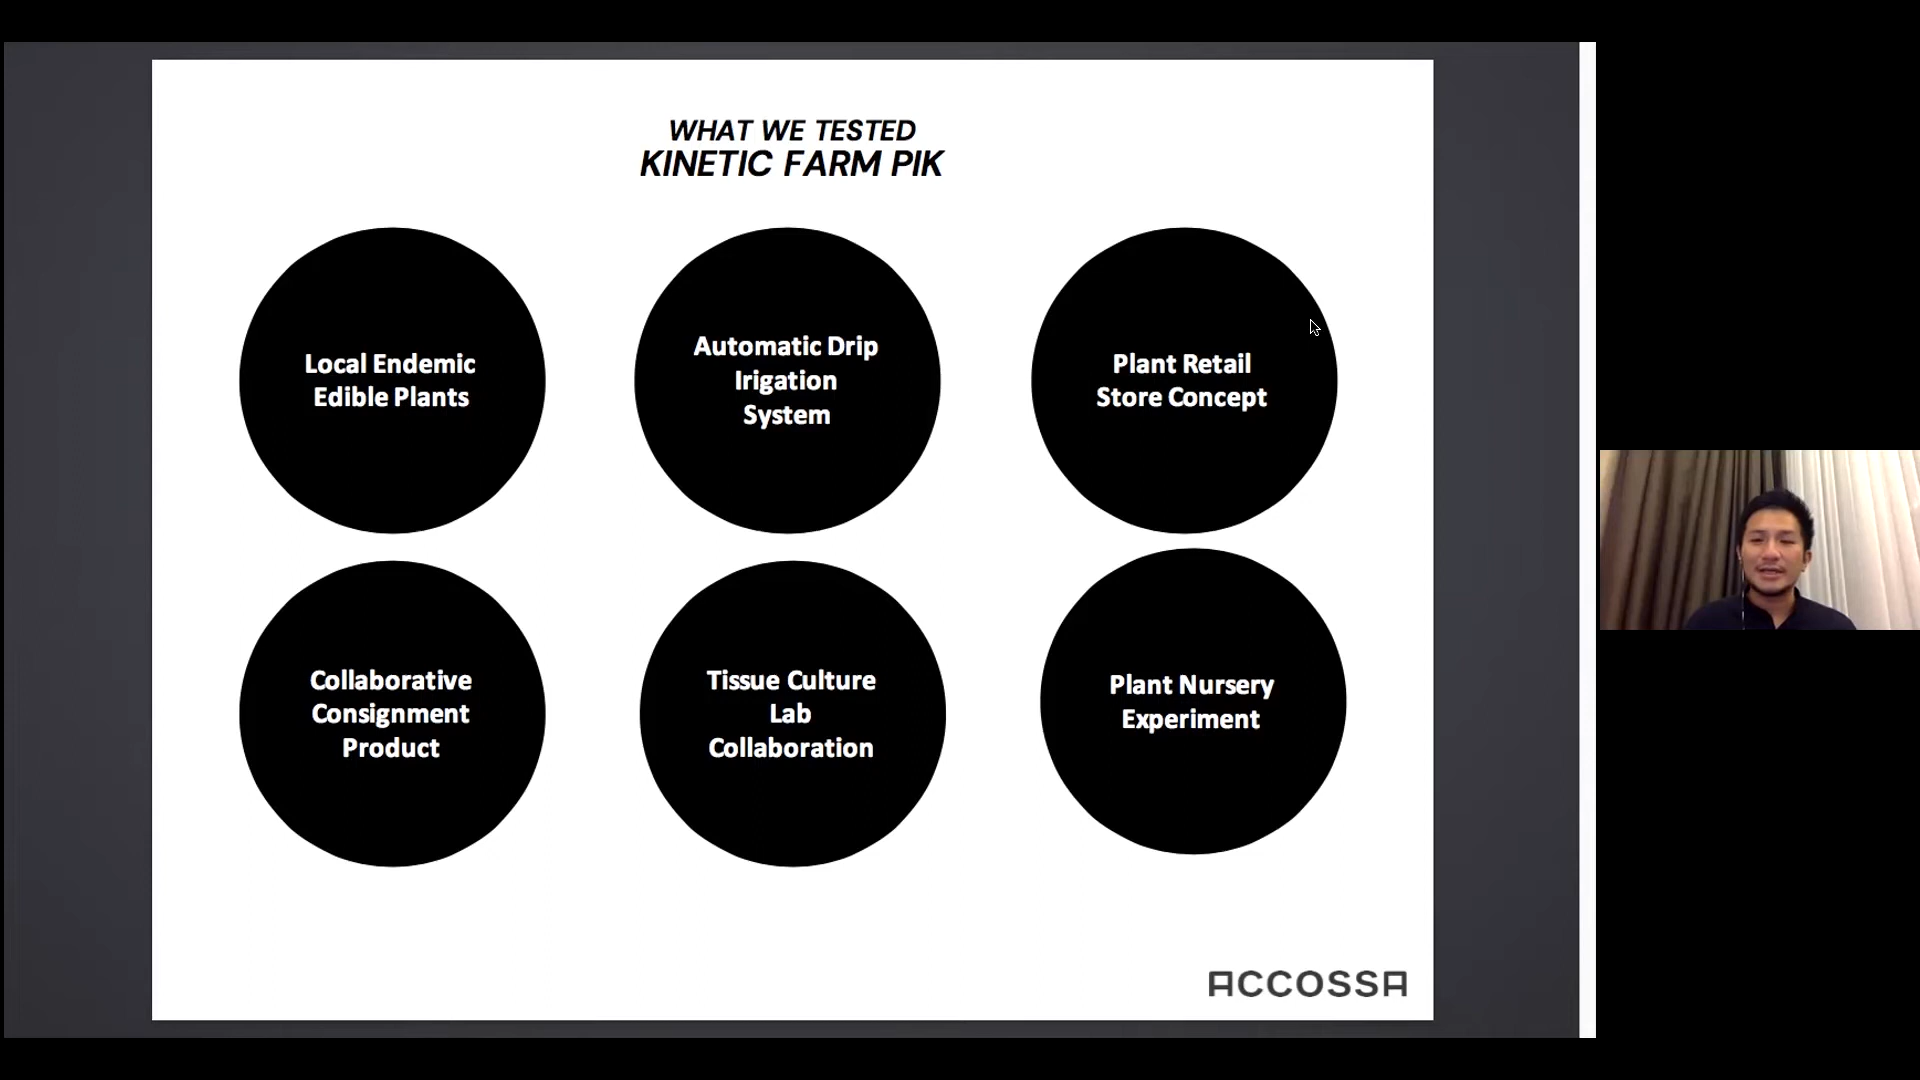 WHAT WE TESTED
KINETIC FARM PIK
Local Endemic
Edible Plants
Automatic Drip
Irigation
System
Plant Retail
Store Concept
Collaborative
Consignment
Product
Tissue Culture
Lab
Collaboration
Plant Nursery
Experiment
ACCOSSA